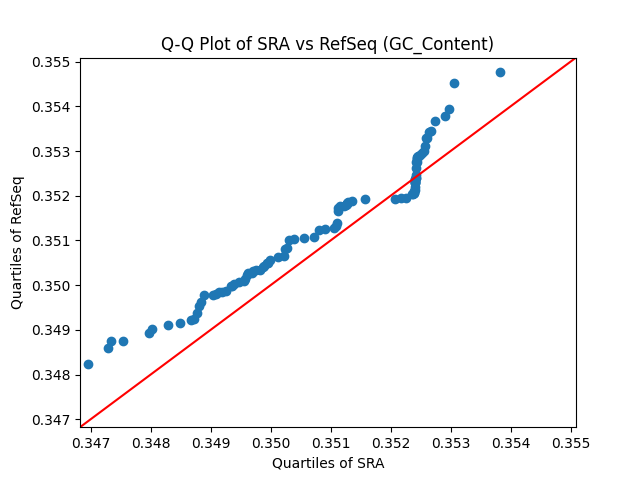 Q-Q Plot of SRA vs RefSeq (GC_Content)
0.355
0.354
0.353
0.352
0.351
0.350
0.349
0.348
0.347
Quartiles of RefSeq
0.347 0.348 0.349 0.350 0.351 0.352 0.353 0.354 0.355
Quartiles of SRA